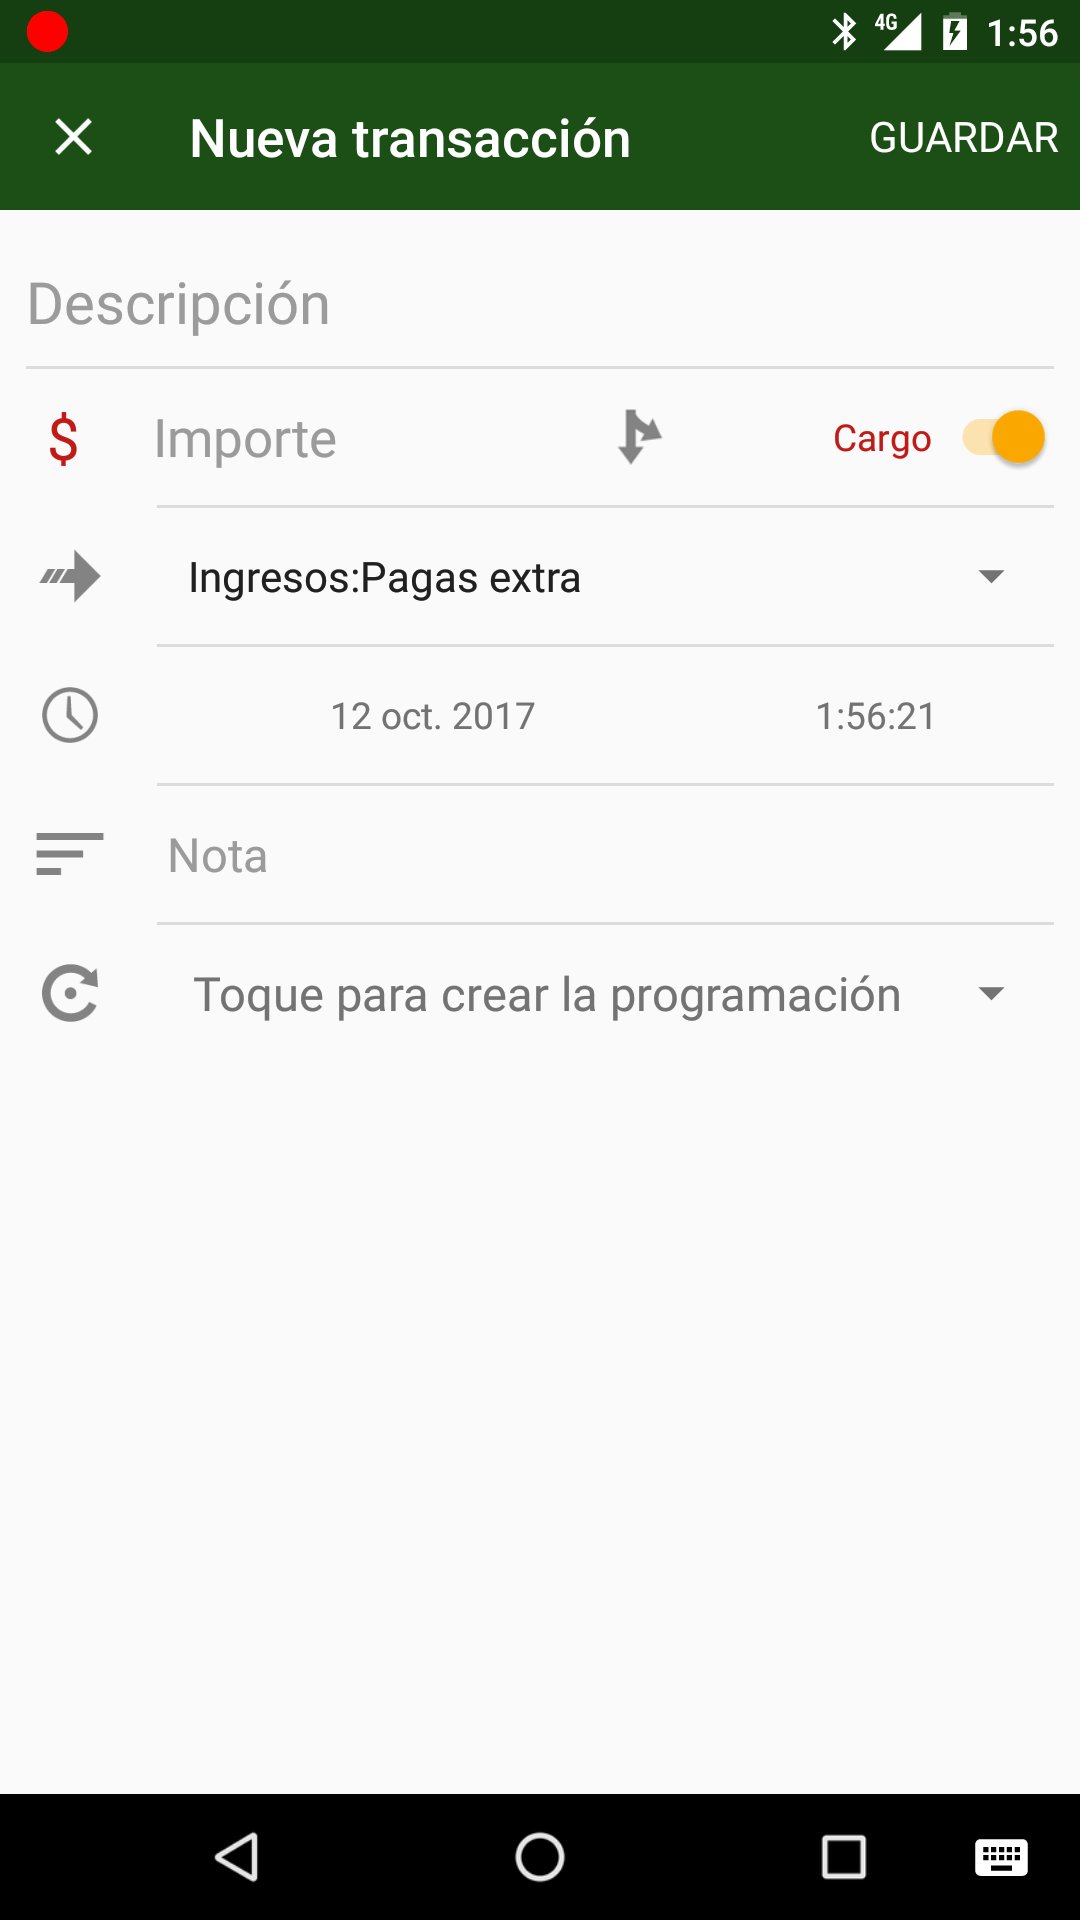 4G 1:56
Nueva transacción GUARDAR
Descripción
$ Importe Cargo
Ingresos:Pagas extra
12 oct. 2017 1:56:21
Nota
Toque para crear la programación